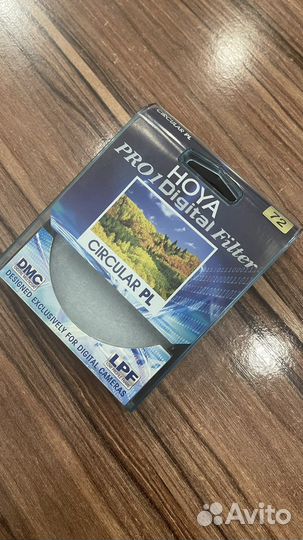 CIRCULAR PL
HOYA
PRO1 Digital Filter
72
CIRCULAR PL
DMC
LPF
DESIGNED EXCLUSIVELY FOR DIGITAL CAMERAS
Avito